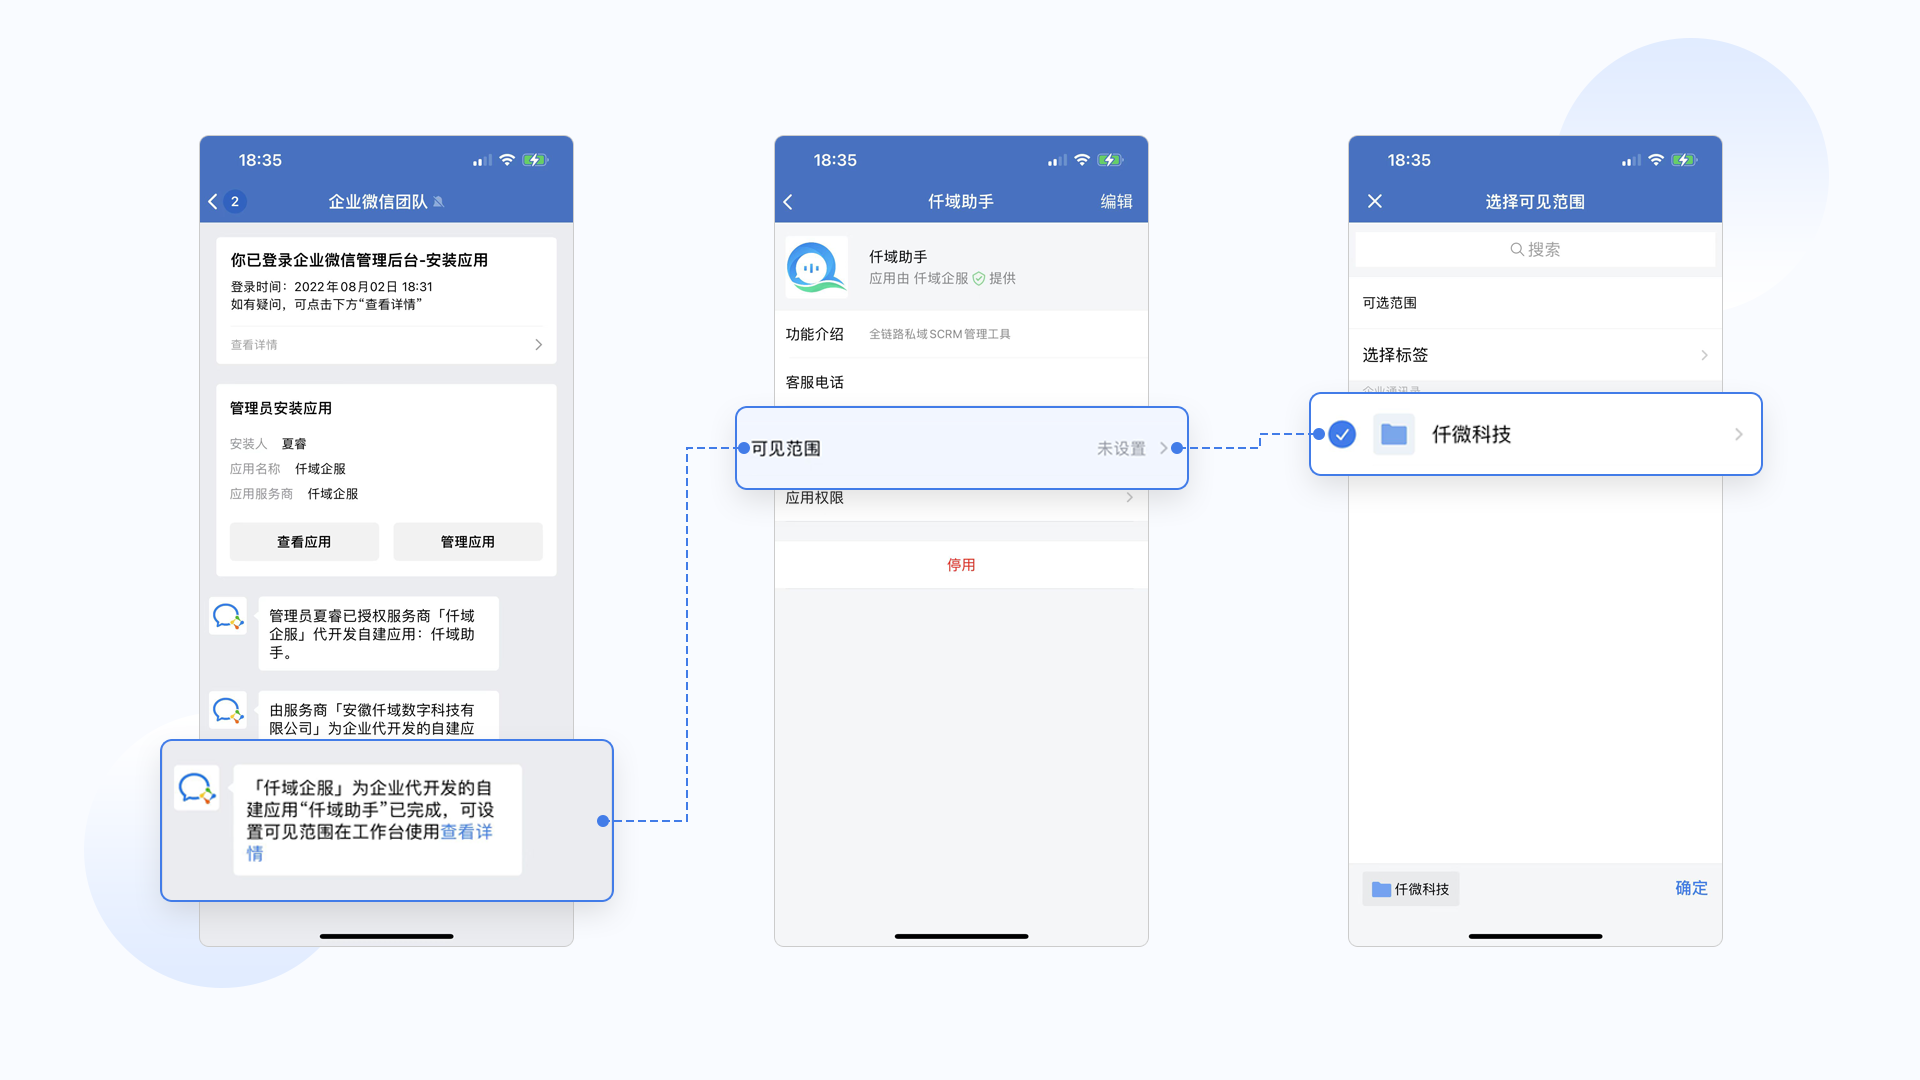 18:35
2
企业微信团队
你已登录企业微信管理后台-安装应用
登录时间：2022年08月02日 18:31
如有疑问，可点击下方“查看详情”
查看详情
管理员安装应用
安装人 夏睿
应用名称 仟域企服
应用服务商 仟域企服
查看应用
管理应用
管理员夏睿已授权服务商「仟域
企服」代开发自建应用：仟域助
手。
由服务商「安徽仟域数字科技有
限公司」为企业代开发的自建应
「仟域企服」为企业代开发的自
建应用“仟域助手”已完成，可设
置可见范围在工作台使用查看详
情
18:35
仟域助手
编辑
仟域助手
应用由 仟域企服 提供
功能介绍 全链路私域SCRM管理工具
客服电话
可见范围 未设置
应用权限
停用
18:35
选择可见范围
搜索
可选范围
选择标签
企业通讯录
仟微科技
仟微科技
确定